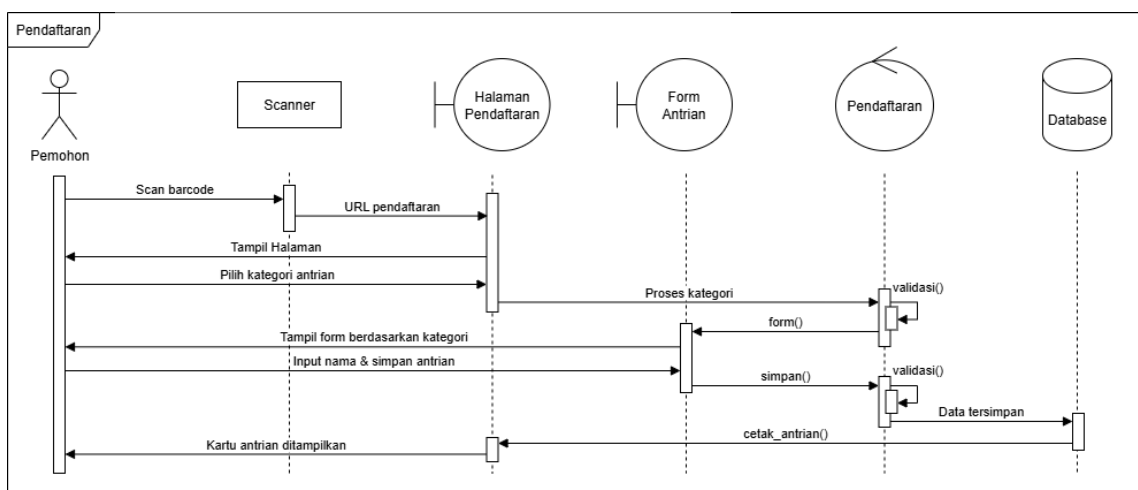 Pendaftaran
Scanner
Halaman
Pendaftaran
Form
Antrian
Pendaftaran
Database
Pemohon
Scan barcode
URL pendaftaran
Tampil Halaman
Pilih kategori antrian
Proses kategori
validasi()
form()
Tampil form berdasarkan kategori
Input nama & simpan antrian
simpan()
validasi()
Data tersimpan
cetak_antrian()
Kartu antrian ditampilkan